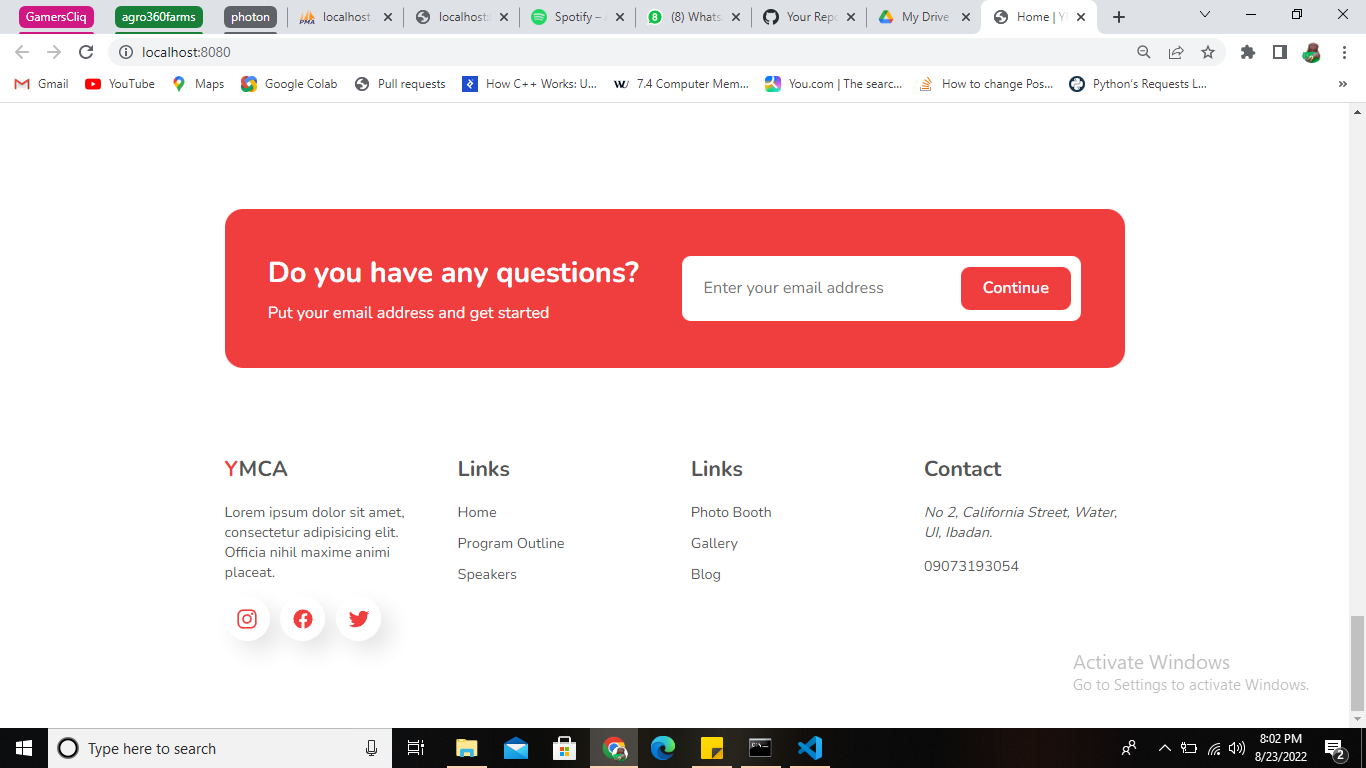 GamersCliq
agro360farms
photon
localhost
localhost:
Spotify –
(8) Whats
Your Repo
My Drive
Home | Y
localhost:8080
Gmail
YouTube
Maps
Google Colab
Pull requests
How C++ Works: U...
7.4 Computer Mem...
You.com | The searc...
How to change Pos...
Python's Requests L...
»
Do you have any questions?
Put your email address and get started
Enter your email address
Continue
YMCA
Lorem ipsum dolor sit amet,
consectetur adipisicing elit.
Officia nihil maxime animi
placeat.
Links
Home
Program Outline
Speakers
Links
Photo Booth
Gallery
Blog
Contact
No 2, California Street, Water,
UI, Ibadan.
09073193054
Activate Windows
Go to Settings to activate Windows.
Type here to search
8:02 PM
8/23/2022
2